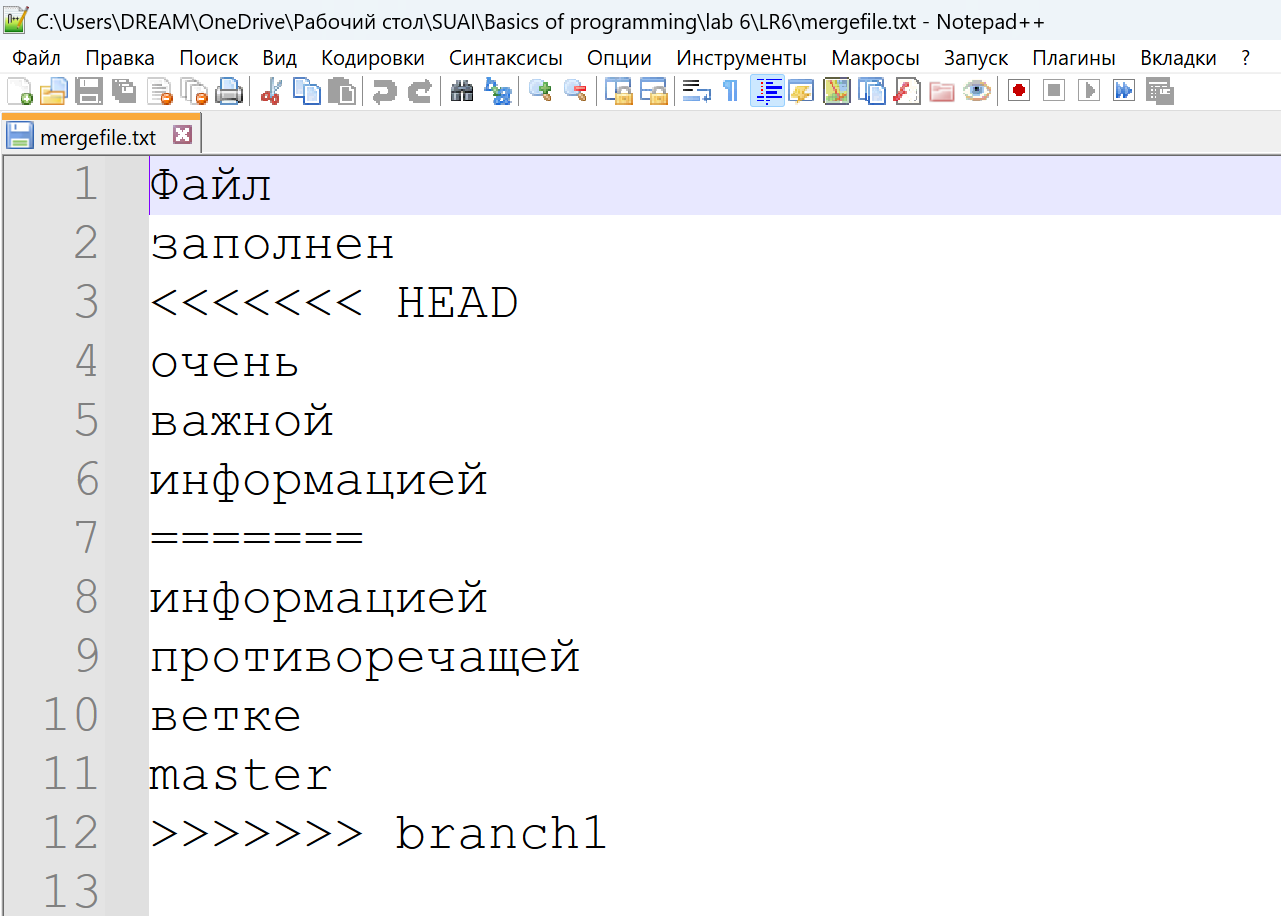 C:\Users\DREAM\OneDrive\Рабочий стол\SUAI\Basics of programming\lab 6\LR6\mergefile.txt - Notepad++
Файл Правка Поиск Вид Кодировки Синтаксисы Опции Инструменты Макросы Запуск Плагины Вкладки ?
mergefile.txt
1 Файл
2 заполнен
3 <<<<<<< HEAD
4 очень
5 важной
6 информацией
7 =======
8 информацией
9 противоречащей
10 ветке
11 master
12 >>>>>>> branch1
13